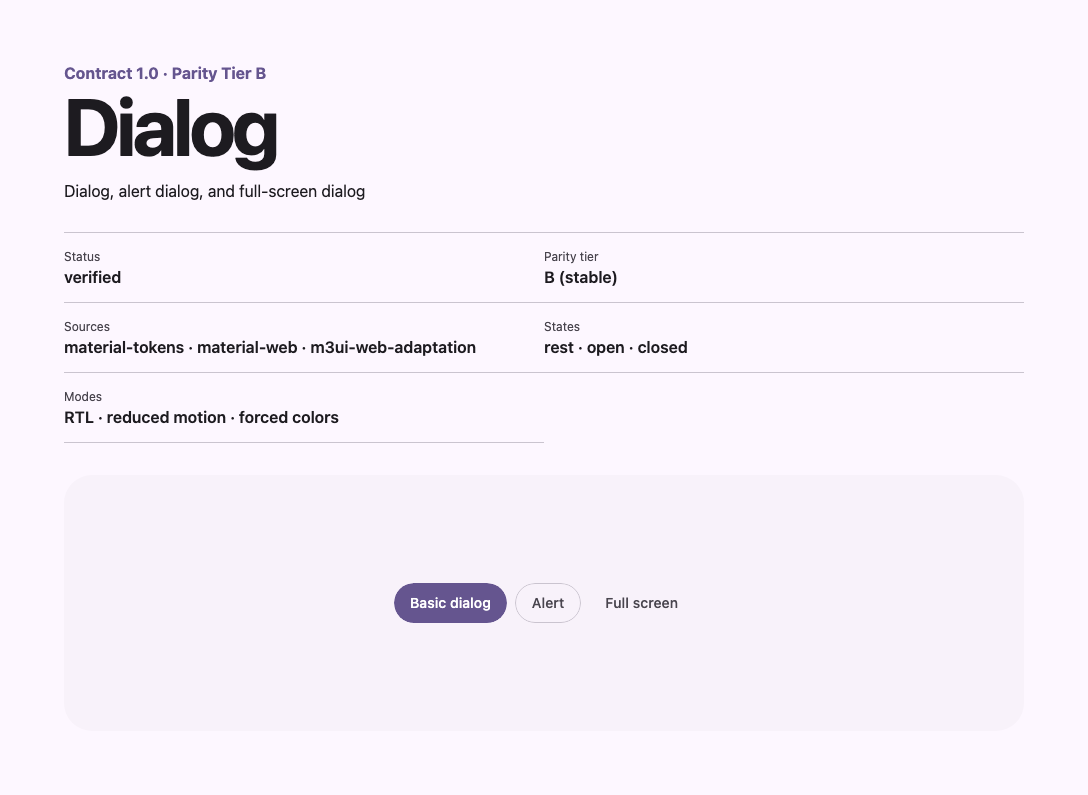 Contract 1.0 · Parity Tier B
Dialog
Dialog, alert dialog, and full-screen dialog
Status
verified
Parity tier
B (stable)
Sources
material-tokens · material-web · m3ui-web-adaptation
States
rest · open · closed
Modes
RTL · reduced motion · forced colors
Basic dialog
Alert
Full screen